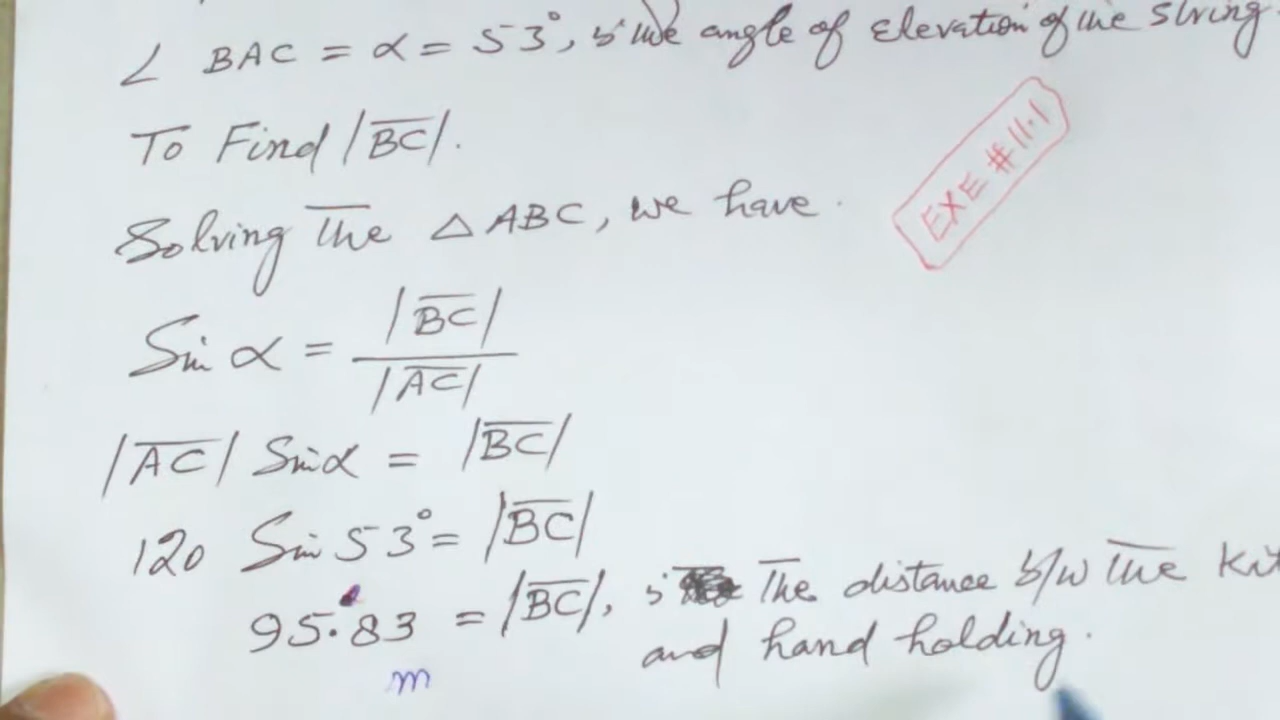 ∠ BAC = α = 53°, is the angle of elevation of the string
To Find |BC|.
Solving the △ ABC, we have.
EXE # 11.1
Sin α = |BC| / |AC|
|AC| Sin α = |BC|
120 Sin 53° = |BC|
95.83 = |BC|, is The distance b/w The Kit
m
and hand holding.